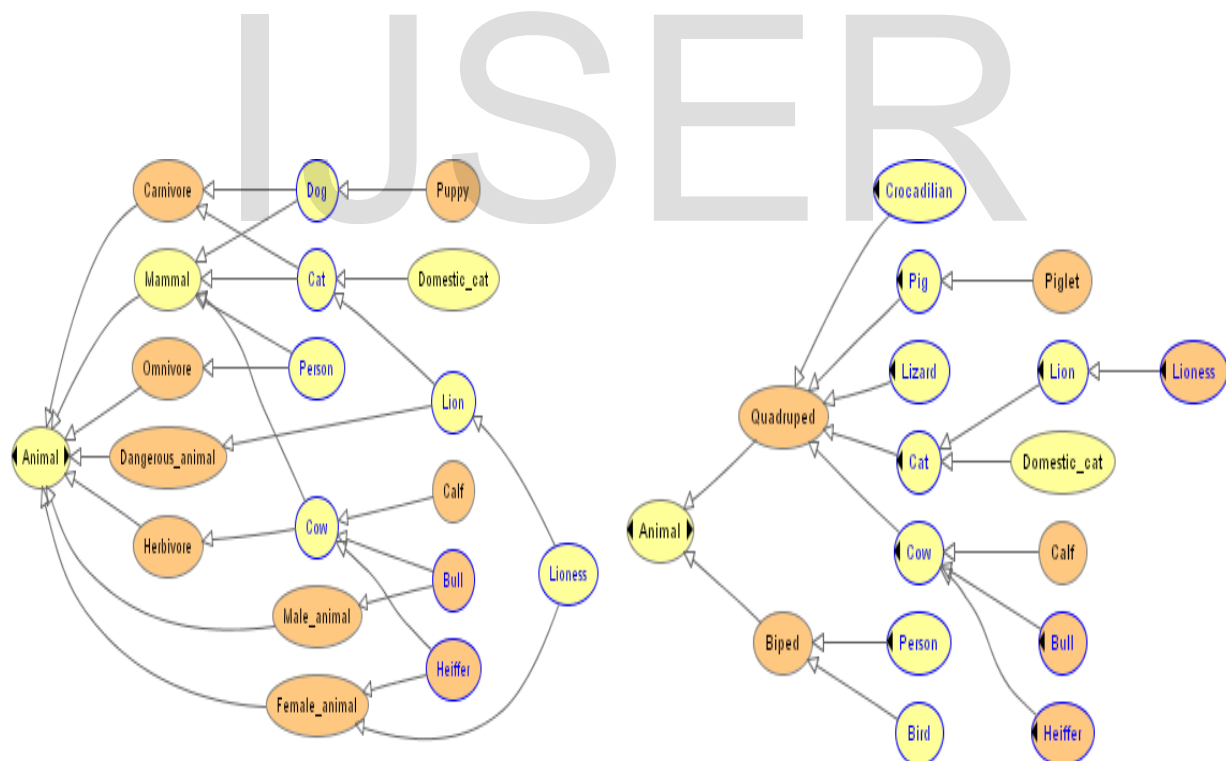 IJSER
Carnivore
Dog
Puppy
Mammal
Cat
Domestic_cat
Omnivore
Person
Lion
Animal
Dangerous_animal
Calf
Cow
Herbivore
Bull
Lioness
Male_animal
Heiffer
Female_animal
Crocadilian
Pig
Piglet
Lizard
Lion
Lioness
Quadruped
Cat
Domestic_cat
Animal
Cow
Calf
Biped
Person
Bull
Bird
Heiffer